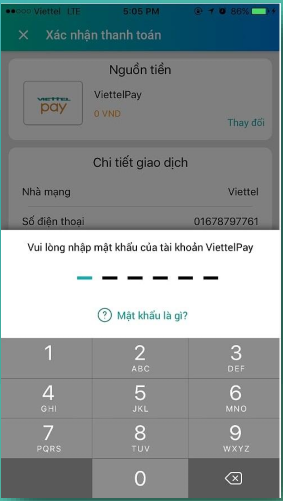 Viettel LTE 5:05 PM 86%
Xác nhận thanh toán
Nguồn tiền
VIETTEL
pay
ViettelPay
0 VND
Thay đổi
Chi tiết giao dịch
Nhà mạng Viettel
Số điện thoại 01678797761
Vui lòng nhập mật khẩu của tài khoản ViettelPay
? Mật khẩu là gì?
1 2 3
ABC DEF
4 5 6
GHI JKL MNO
7 8 9
PQRS TUV WXYZ
0